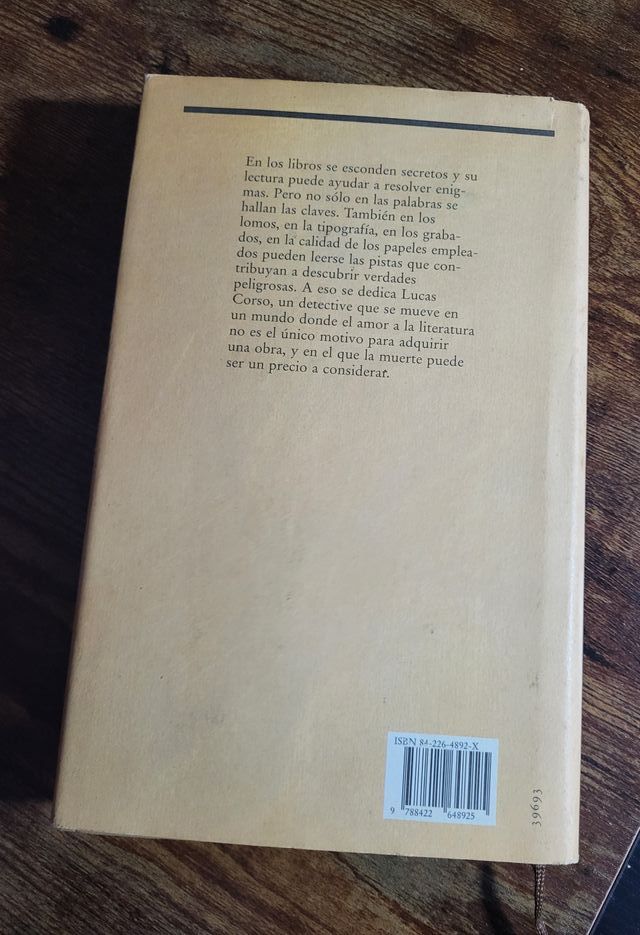 En los libros se esconden secretos y su
lectura puede ayudar a resolver enig-
mas. Pero no sólo en las palabras se
hallan las claves. También en los
lomos, en la tipografía, en los graba-
dos, en la calidad de los papeles emplea-
dos pueden leerse las pistas que con-
tribuyan a descubrir verdades
peligrosas. A eso se dedica Lucas
Corso, un detective que se mueve en
un mundo donde el amor a la literatura
no es el único motivo para adquirir
una obra, y en el que la muerte puede
ser un precio a considerar.
ISBN 84-226-4892-X
9 788422 648925
39693